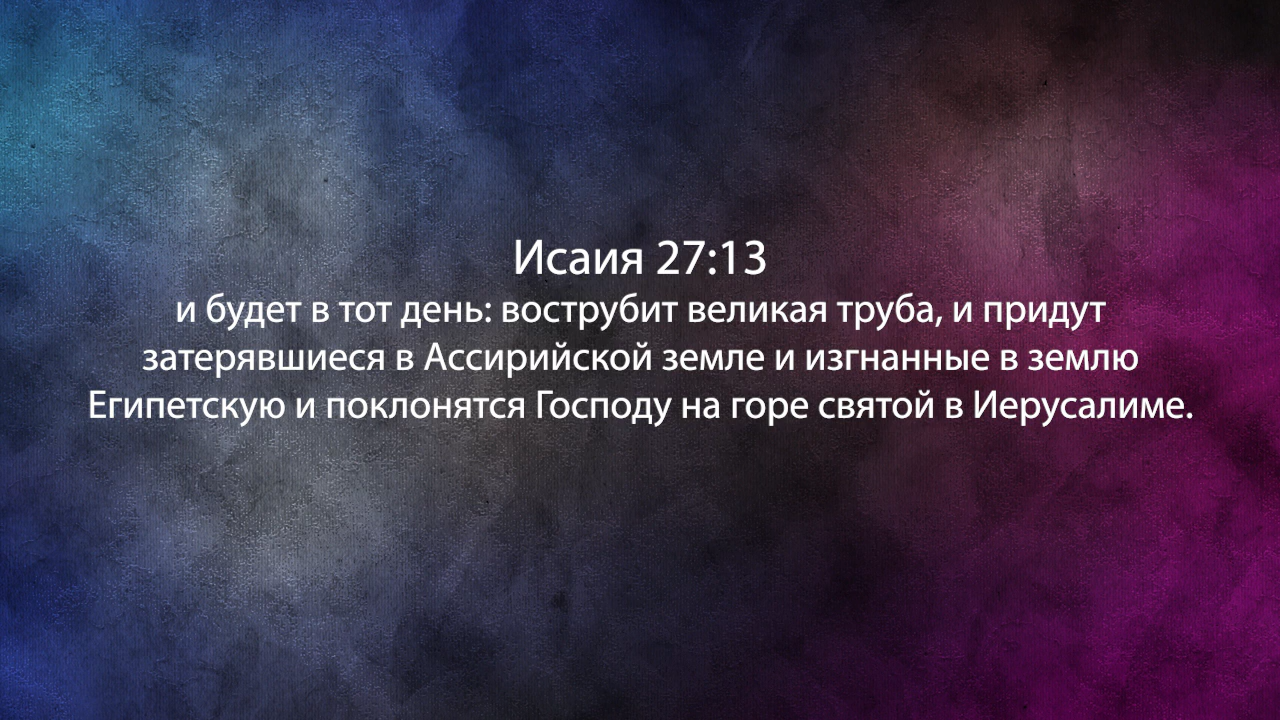 Исаия 27:13
и будет в тот день: вострубит великая труба, и придут
затерявшиеся в Ассирийской земле и изгнанные в землю
Египетскую и поклонятся Господу на горе святой в Иерусалиме.